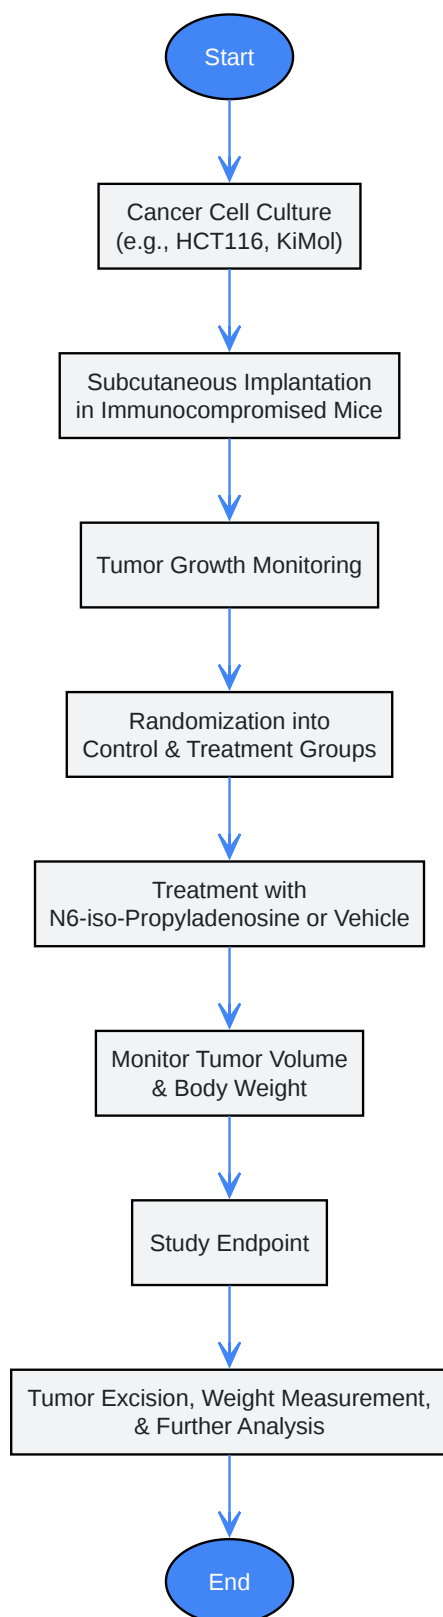 Start
Cancer Cell Culture
(e.g., HCT116, KiMol)
Subcutaneous Implantation
in Immunocompromised Mice
Tumor Growth Monitoring
Randomization into
Control & Treatment Groups
Treatment with
N6-iso-Propyladenosine or Vehicle
Monitor Tumor Volume
& Body Weight
Study Endpoint
Tumor Excision, Weight Measurement,
& Further Analysis
End